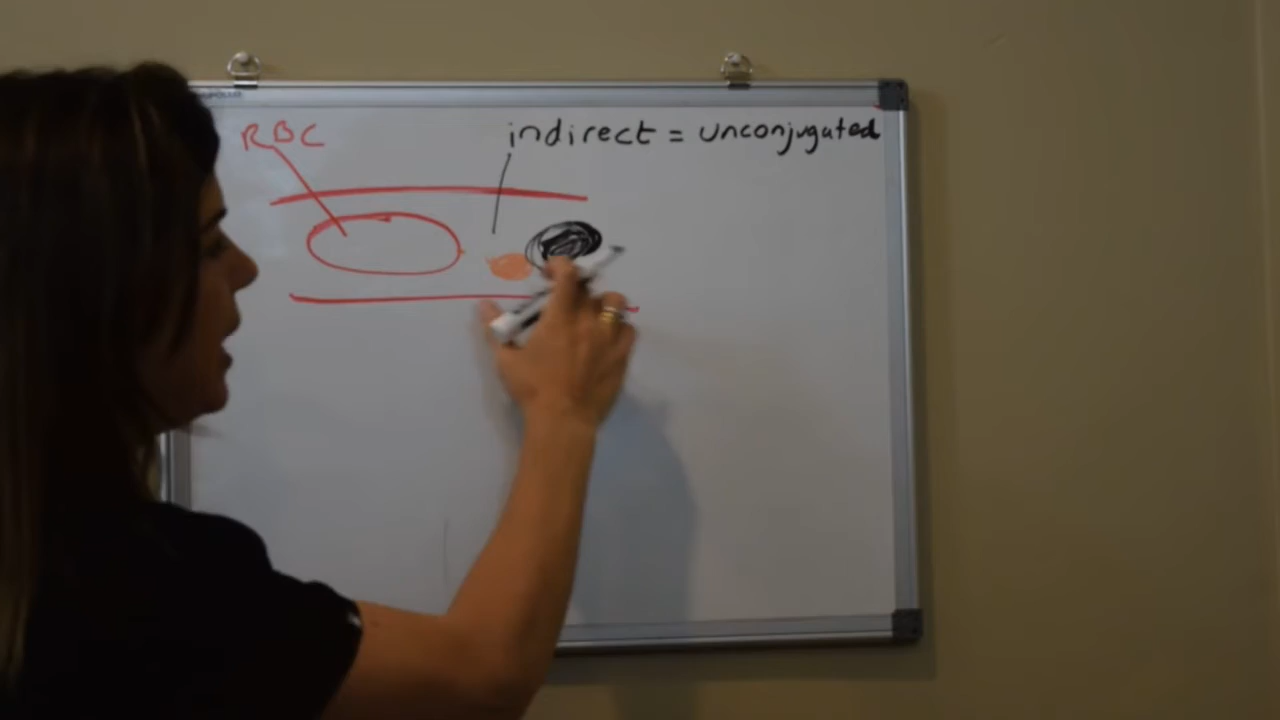 RBC
indirect = unconjugated